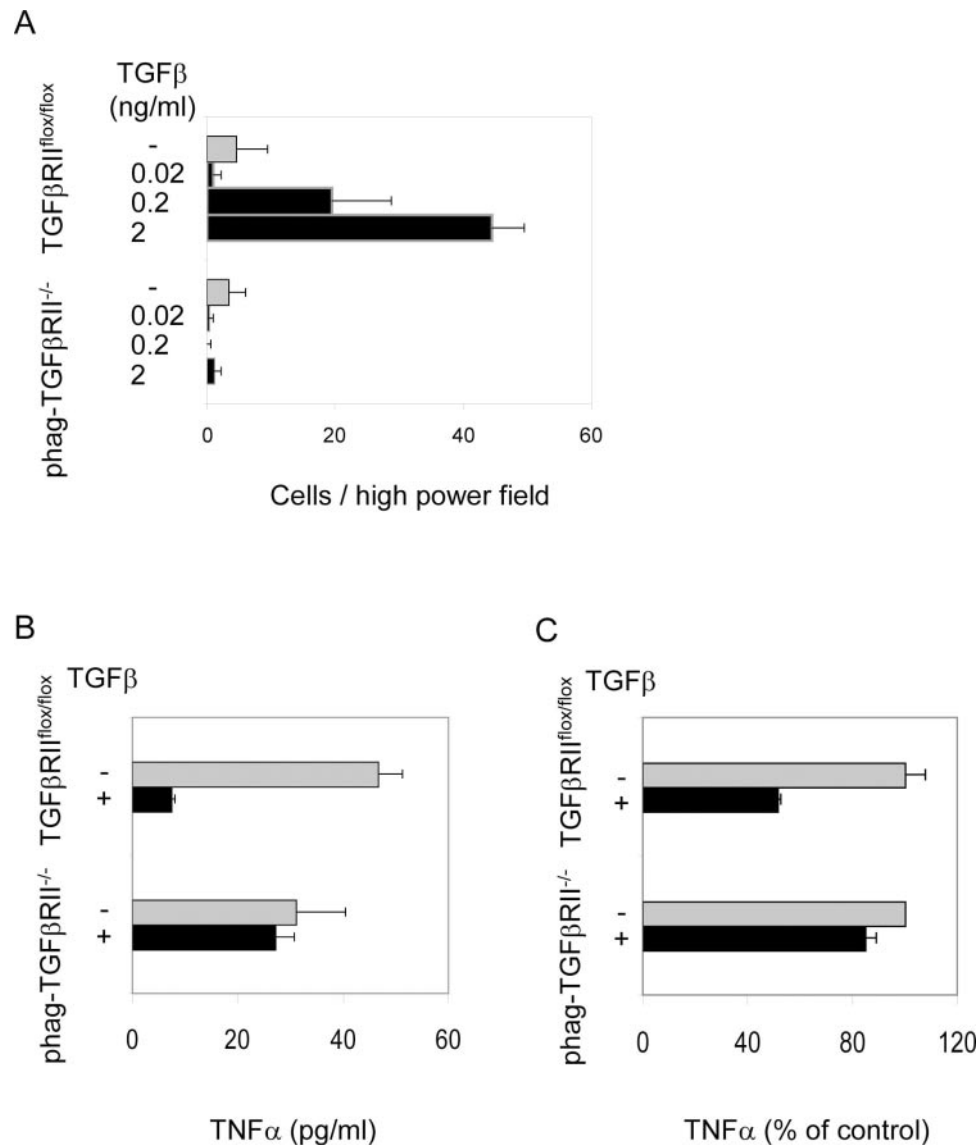 A
TGFβ
(ng/ml)
TGFβRII^flox/flox
-
0.02
0.2
2
phag-TGFβRII^-/-
-
0.02
0.2
2
0 20 40 60
Cells / high power field
B
TGFβ
TGFβRII^flox/flox
-
+
phag-TGFβRII^-/-
-
+
0 20 40 60
TNFα (pg/ml)
C
TGFβ
TGFβRII^flox/flox
-
+
phag-TGFβRII^-/-
-
+
0 40 80 120
TNFα (% of control)